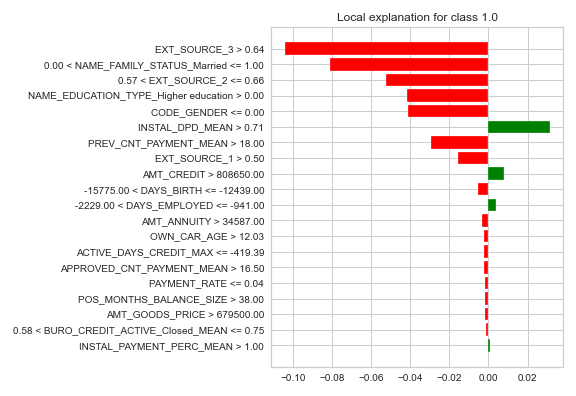 Local explanation for class 1.0
EXT_SOURCE_3 > 0.64
0.00 < NAME_FAMILY_STATUS_Married <= 1.00
0.57 < EXT_SOURCE_2 <= 0.66
NAME_EDUCATION_TYPE_Higher education > 0.00
CODE_GENDER <= 0.00
INSTAL_DPD_MEAN > 0.71
PREV_CNT_PAYMENT_MEAN > 18.00
EXT_SOURCE_1 > 0.50
AMT_CREDIT > 808650.00
-15775.00 < DAYS_BIRTH <= -12439.00
-2229.00 < DAYS_EMPLOYED <= -941.00
AMT_ANNUITY > 34587.00
OWN_CAR_AGE > 12.03
ACTIVE_DAYS_CREDIT_MAX <= -419.39
APPROVED_CNT_PAYMENT_MEAN > 16.50
PAYMENT_RATE <= 0.04
POS_MONTHS_BALANCE_SIZE > 38.00
AMT_GOODS_PRICE > 679500.00
0.58 < BURO_CREDIT_ACTIVE_Closed_MEAN <= 0.75
INSTAL_PAYMENT_PERC_MEAN > 1.00
−0.10 −0.08 −0.06 −0.04 −0.02 0.00 0.02